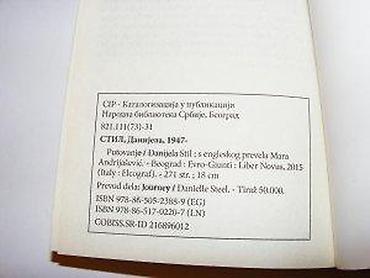 CIP - Каталогизација у публикацији
Народна библиотека Србије, Београд
821.111(73)-31
СТИЛ, Данијела, 1947-
Putovanje / Danijela Stil ; s engleskog prevela Mara
Andrijašević. - Beograd : Evro-Giunti : Liber Novus, 2015
(Italy : Elcograf). - 271 str. ; 18 cm
Prevod dela: Journey / Danielle Steel. - Tiraž 50.000.
ISBN 978-86-505-2388-9 (EG)
ISBN 978-86-517-0220-7 (LN)
COBISS.SR-ID 216896012